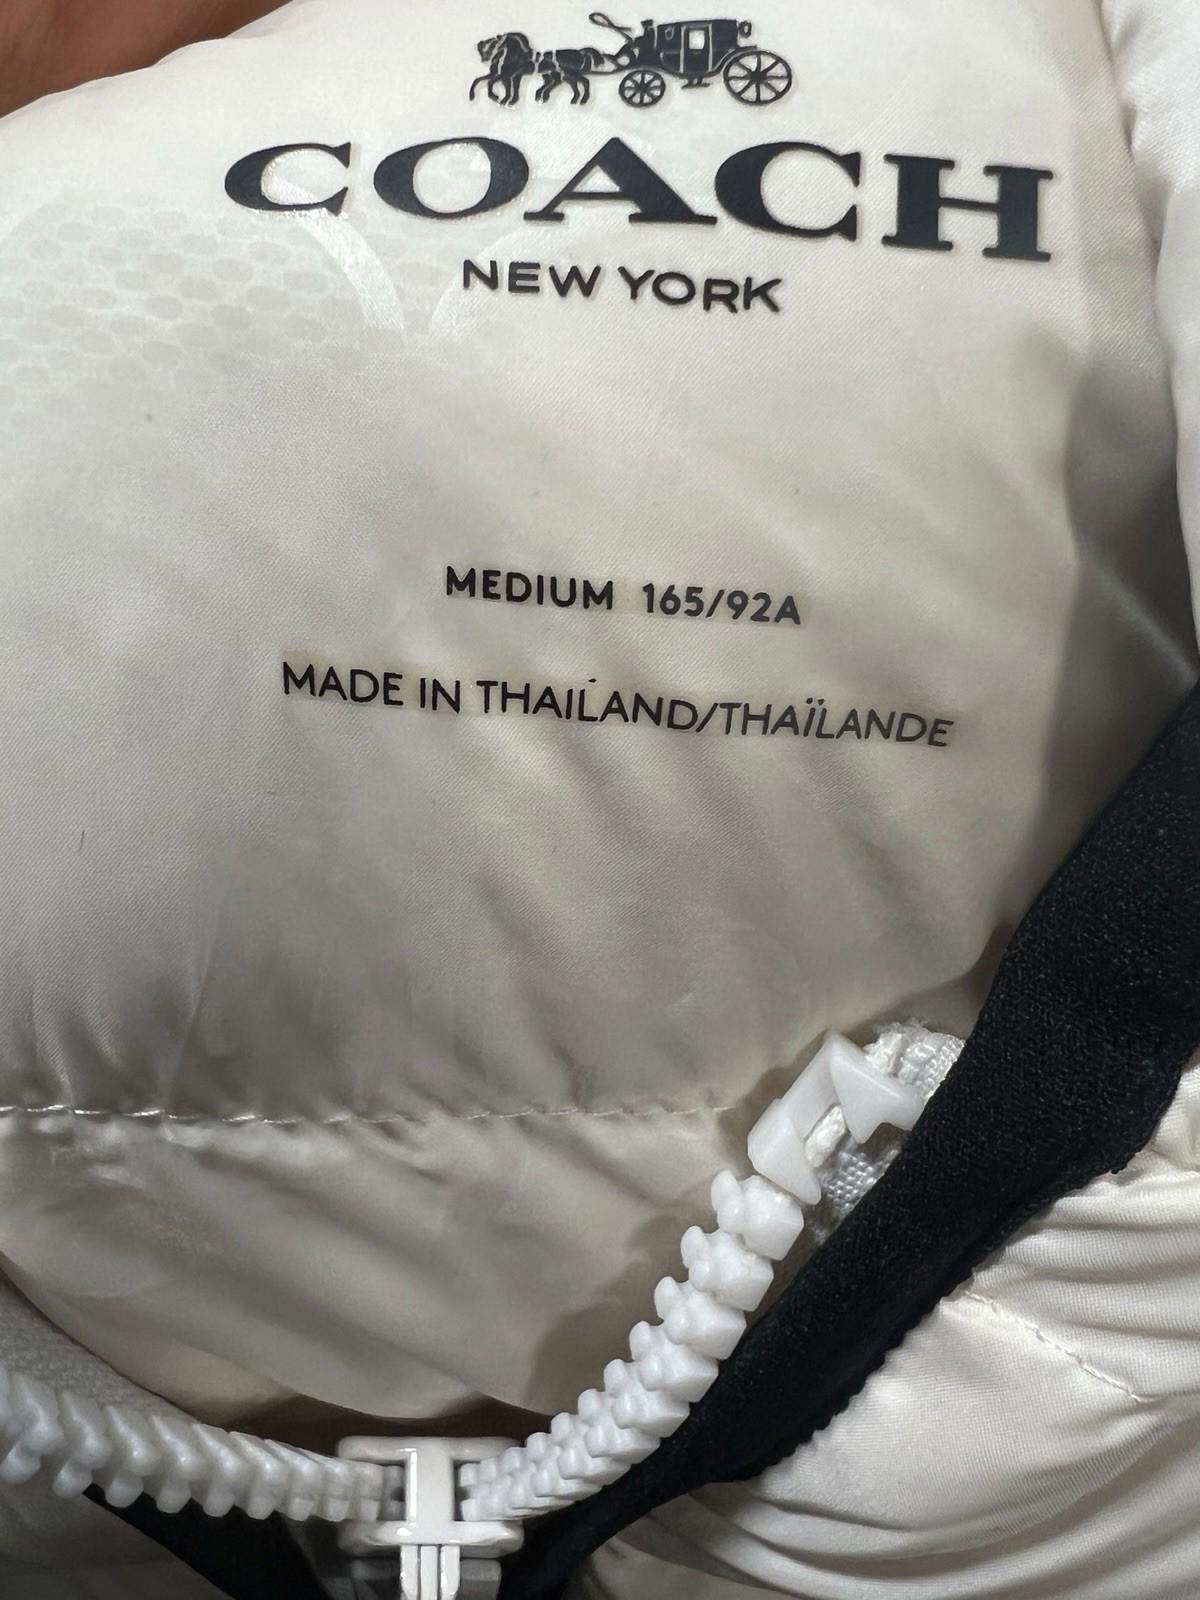 COACH
NEW YORK
MEDIUM 165/92A
MADE IN THAILAND/THAÏLANDE